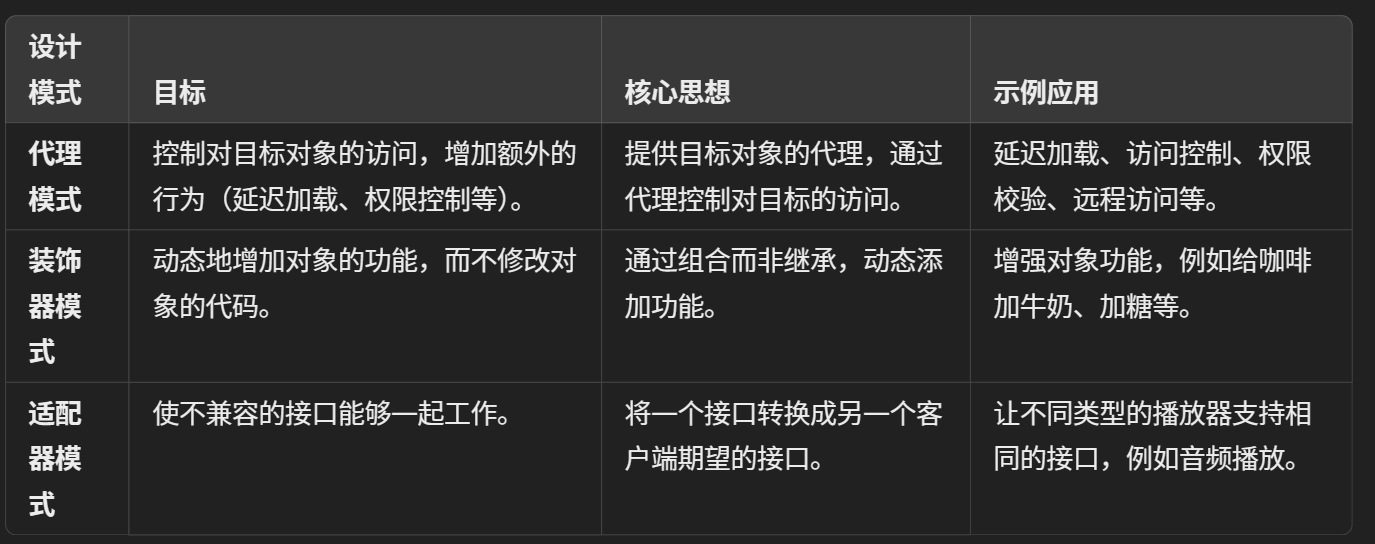 设计
模式
目标
核心思想
示例应用
代理
模式
控制对目标对象的访问，增加额外的
行为（延迟加载、权限控制等）。
提供目标对象的代理，通过
代理控制对目标的访问。
延迟加载、访问控制、权限
校验、远程访问等。
装饰
器模
式
动态地增加对象的功能，而不修改对
象的代码。
通过组合而非继承，动态添
加功能。
增强对象功能，例如给咖啡
加牛奶、加糖等。
适配
器模
式
使不兼容的接口能够一起工作。
将一个接口转换成另一个客
户端期望的接口。
让不同类型的播放器支持相
同的接口，例如音频播放。